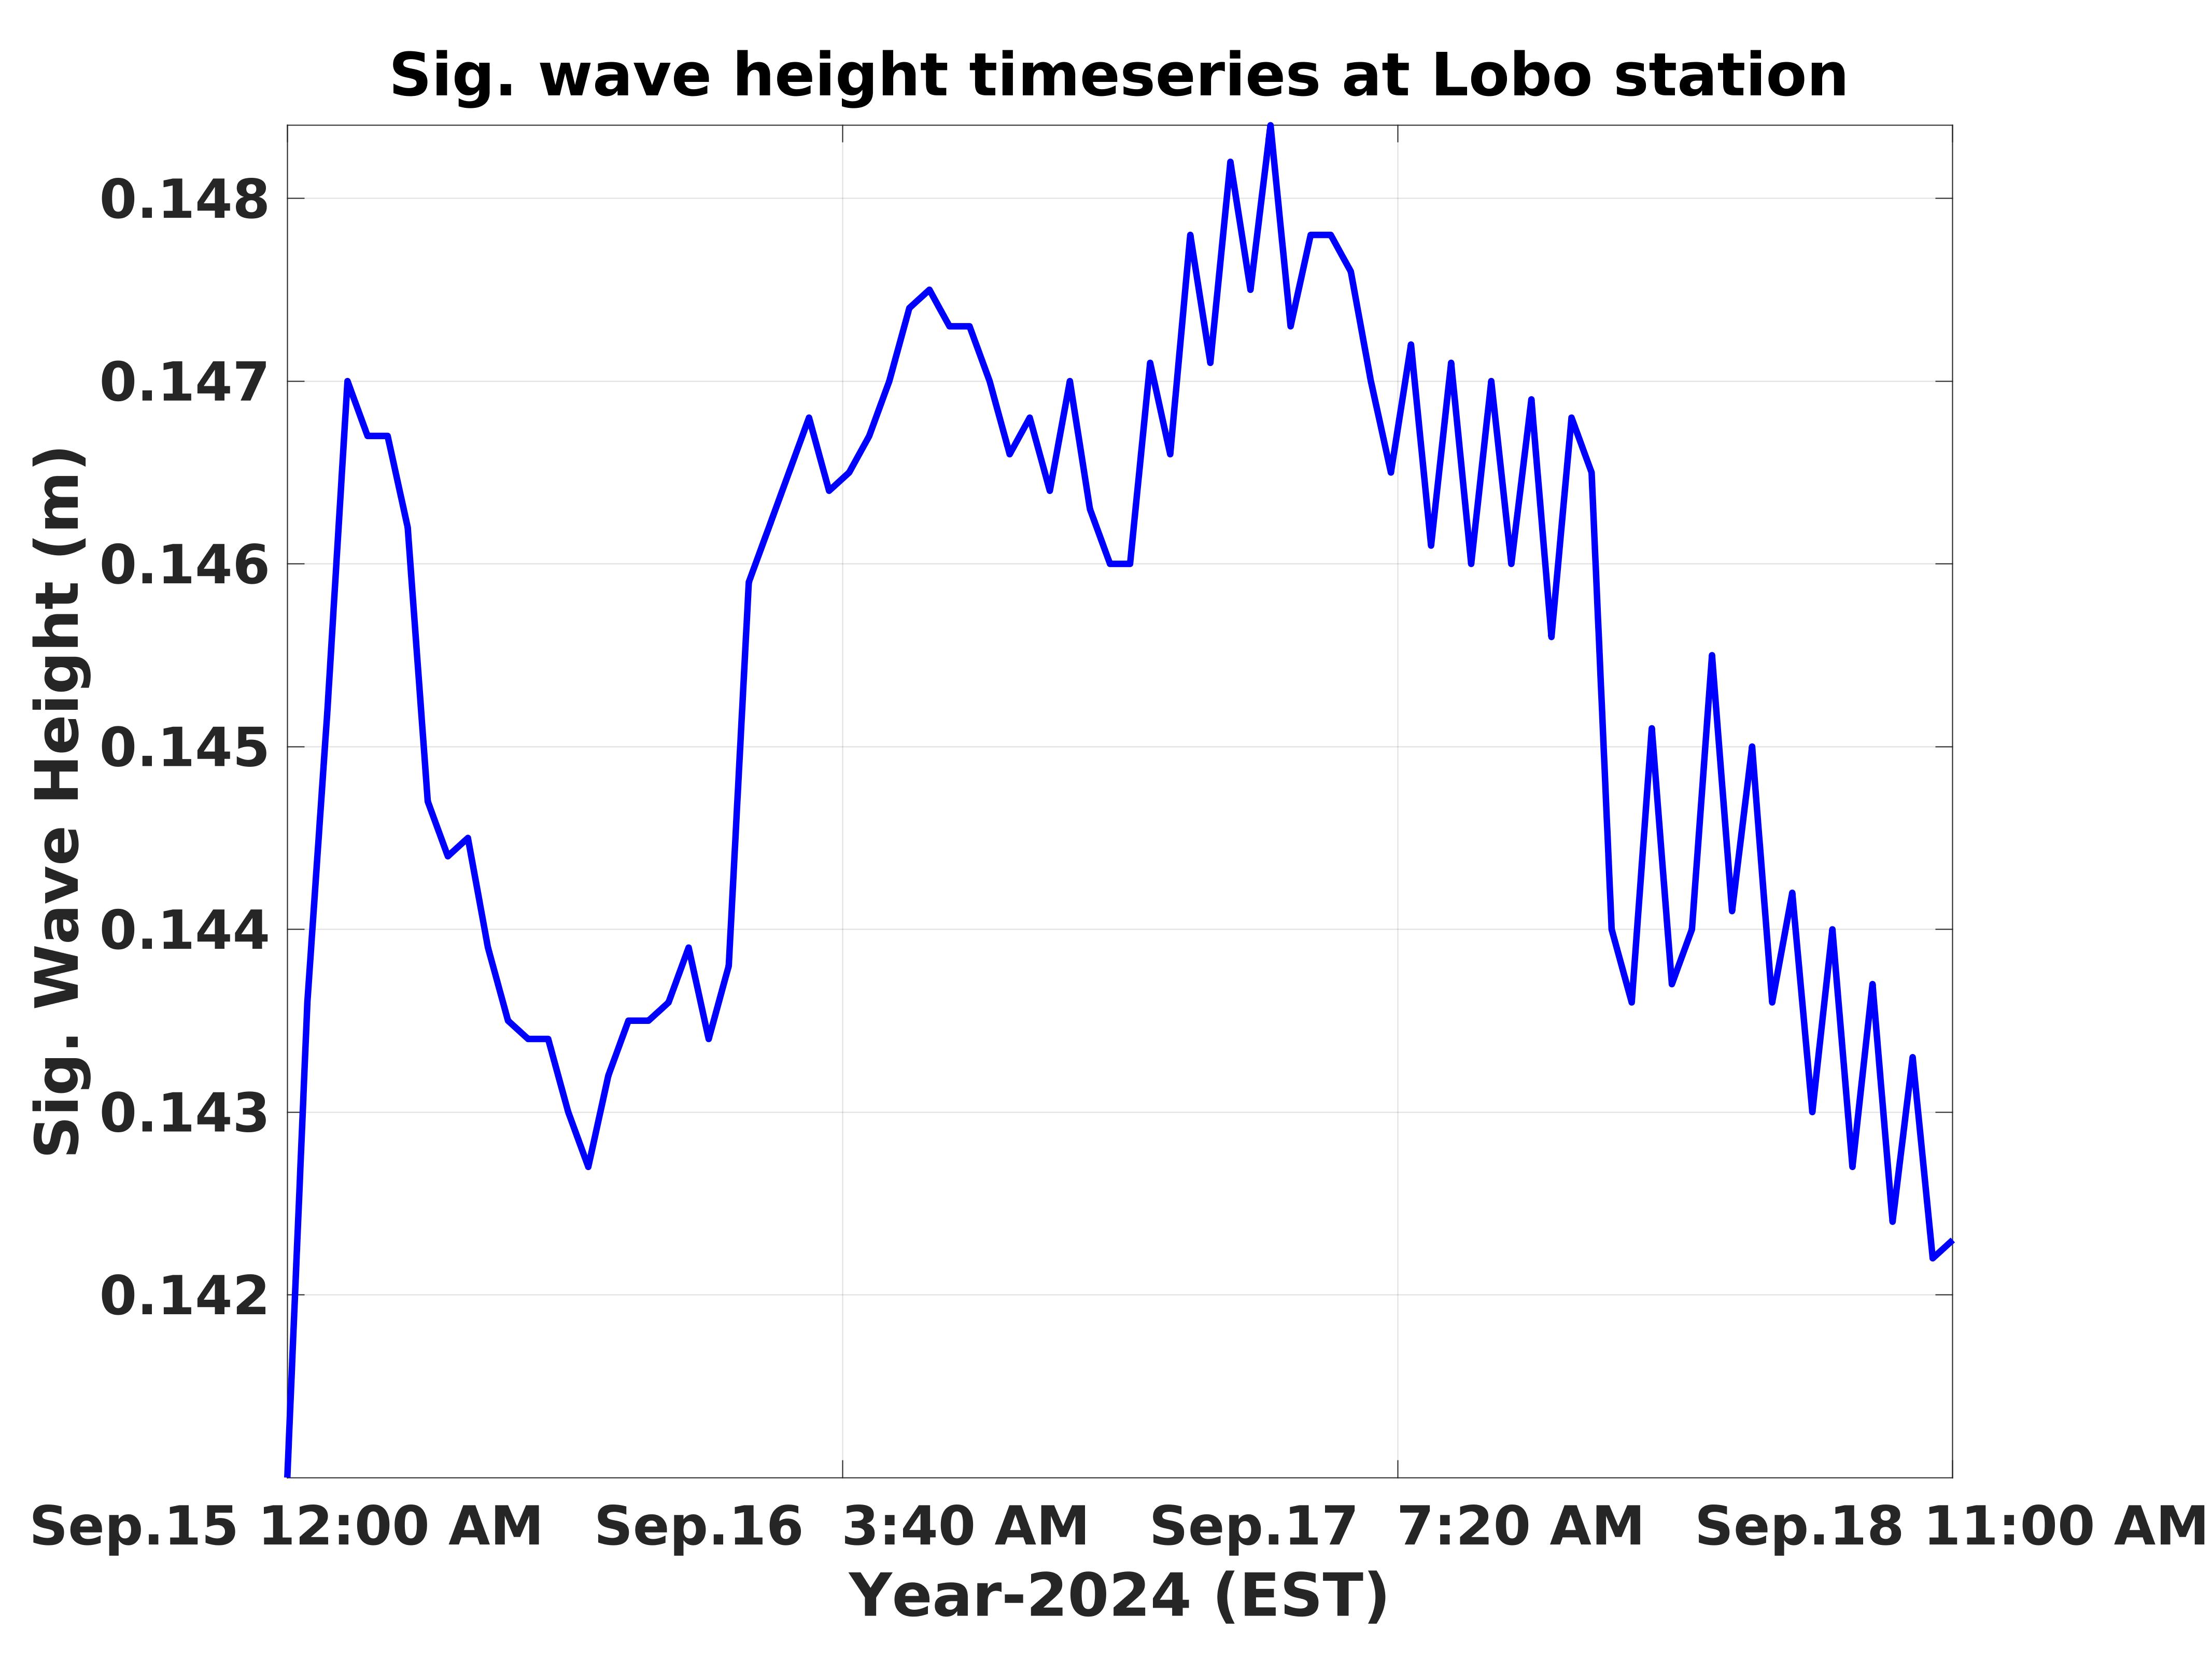 Sig. wave height timeseries at Lobo station
Sig. Wave Height (m)
0.148
0.147
0.146
0.145
0.144
0.143
0.142
Sep.15 12:00 AM Sep.16 3:40 AM Sep.17 7:20 AM Sep.18 11:00 AM
Year-2024 (EST)